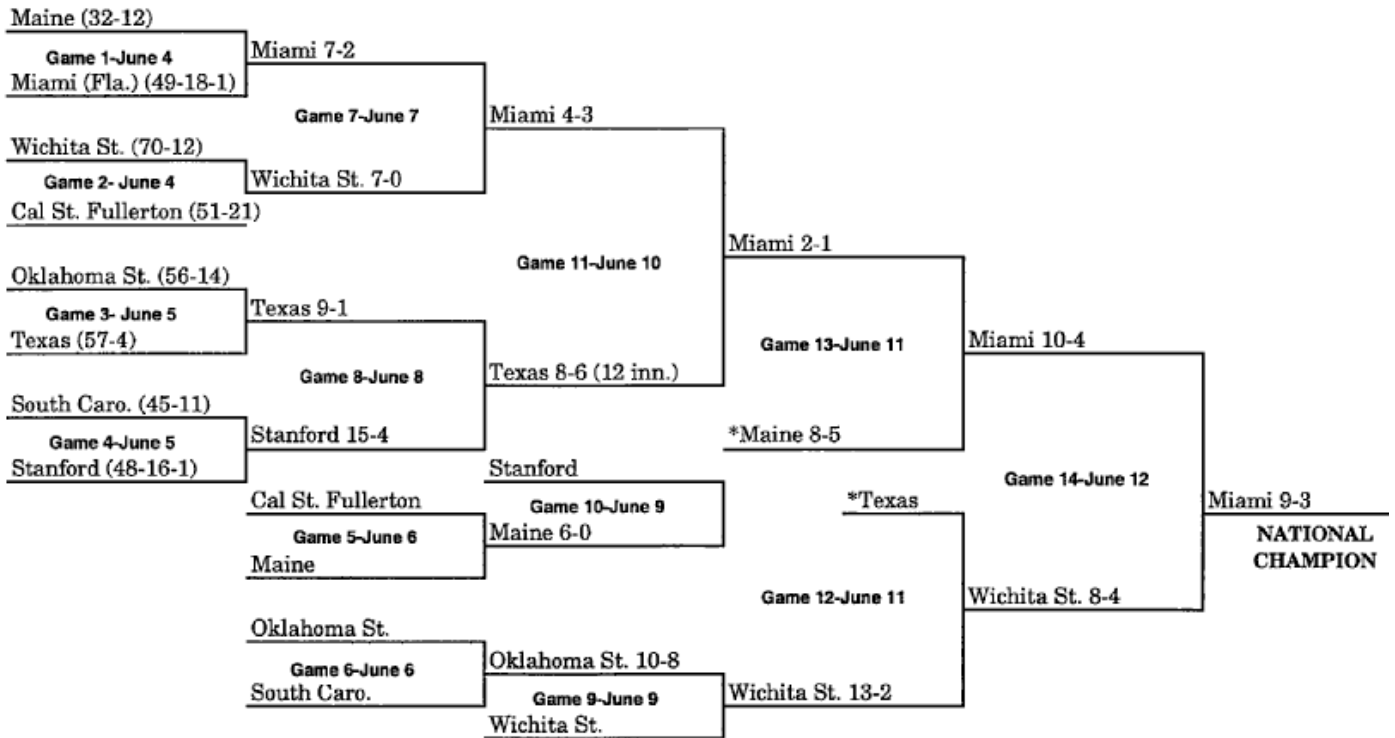 Maine (32-12)
Game 1-June 4
Miami (Fla.) (49-18-1)
Miami 7-2
Game 7-June 7
Wichita St. (70-12)
Game 2- June 4
Cal St. Fullerton (51-21)
Wichita St. 7-0
Miami 4-3
Game 11-June 10
Oklahoma St. (56-14)
Game 3- June 5
Texas (57-4)
Texas 9-1
Game 8-June 8
South Caro. (45-11)
Game 4-June 5
Stanford (48-16-1)
Stanford 15-4
Texas 8-6 (12 inn.)
Miami 2-1
Game 13-June 11
*Maine 8-5
Miami 10-4
Stanford
Game 10-June 9
Cal St. Fullerton
Game 5-June 6
Maine
Maine 6-0
Oklahoma St.
Game 6-June 6
South Caro.
Oklahoma St. 10-8
Game 9-June 9
Wichita St.
Wichita St. 13-2
*Texas
Game 12-June 11
Wichita St. 8-4
Game 14-June 12
Miami 9-3
NATIONAL
CHAMPION